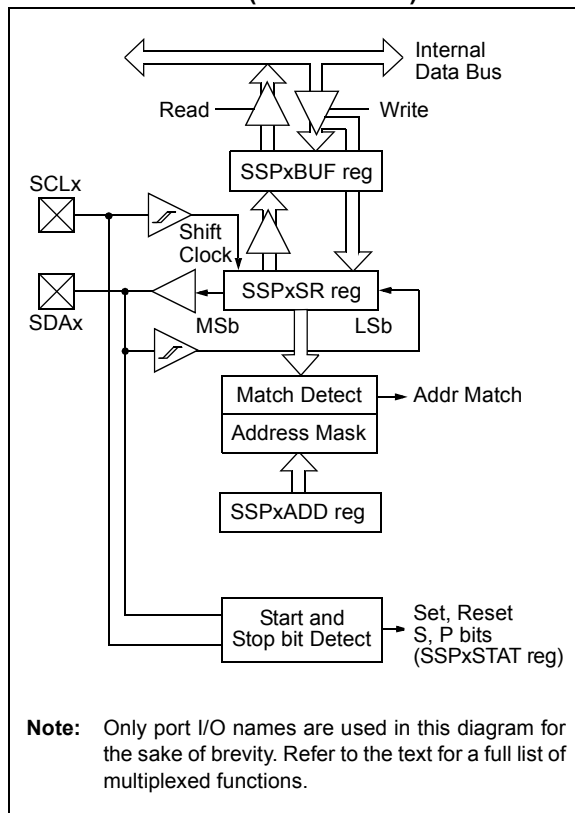 Internal
Data Bus
Read
Write
SSPxBUF reg
SCLx
Shift
Clock
SSPxSR reg
SDAx
MSb
LSb
Match Detect
Addr Match
Address Mask
SSPxADD reg
Start and
Stop bit Detect
Set, Reset
S, P bits
(SSPxSTAT reg)
Note: Only port I/O names are used in this diagram for
the sake of brevity. Refer to the text for a full list of
multiplexed functions.